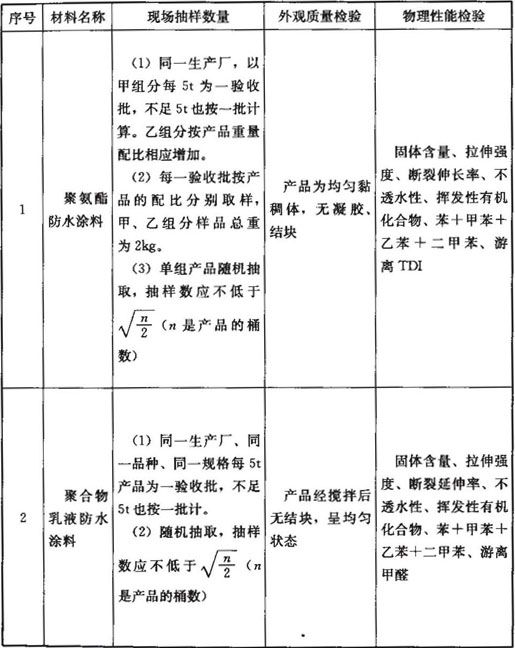 序号 材料名称 现场抽样数量 外观质量检验 物理性能检验
1
聚氨酯
防水涂料
（1）同一生产厂，以
甲组分每 5t 为一验收
批，不足 5t 也按一批计
算。乙组分按产品重量
配比相应增加。
（2）每一验收批按产
品的配比分别取样，
甲、乙组分样品总重
为 2kg。
（3）单组产品随机抽
取，抽样数应不低于
√(n/2)（n 是产品的桶
数）
产品为均匀黏
稠体，无凝胶、
结块
固体含量、拉伸强
度、断裂伸长率、不
透水性、挥发性有机
化合物、苯＋甲苯＋
乙苯＋二甲苯、游
离 TDI
2
聚合物
乳液防水
涂料
（1）同一生产厂、同
一品种、同一规格每 5t
产品为一验收批，不足
5t 也按一批计。
（2）随机抽取，抽样
数应不低于 √(n/2)（n
是产品的桶数）
产品经搅拌后
无结块，呈均匀
状态
固体含量、拉伸强
度、断裂延伸率、不
透水性、挥发性有机
化合物、苯＋甲苯＋
乙苯＋二甲苯、游离
甲醛